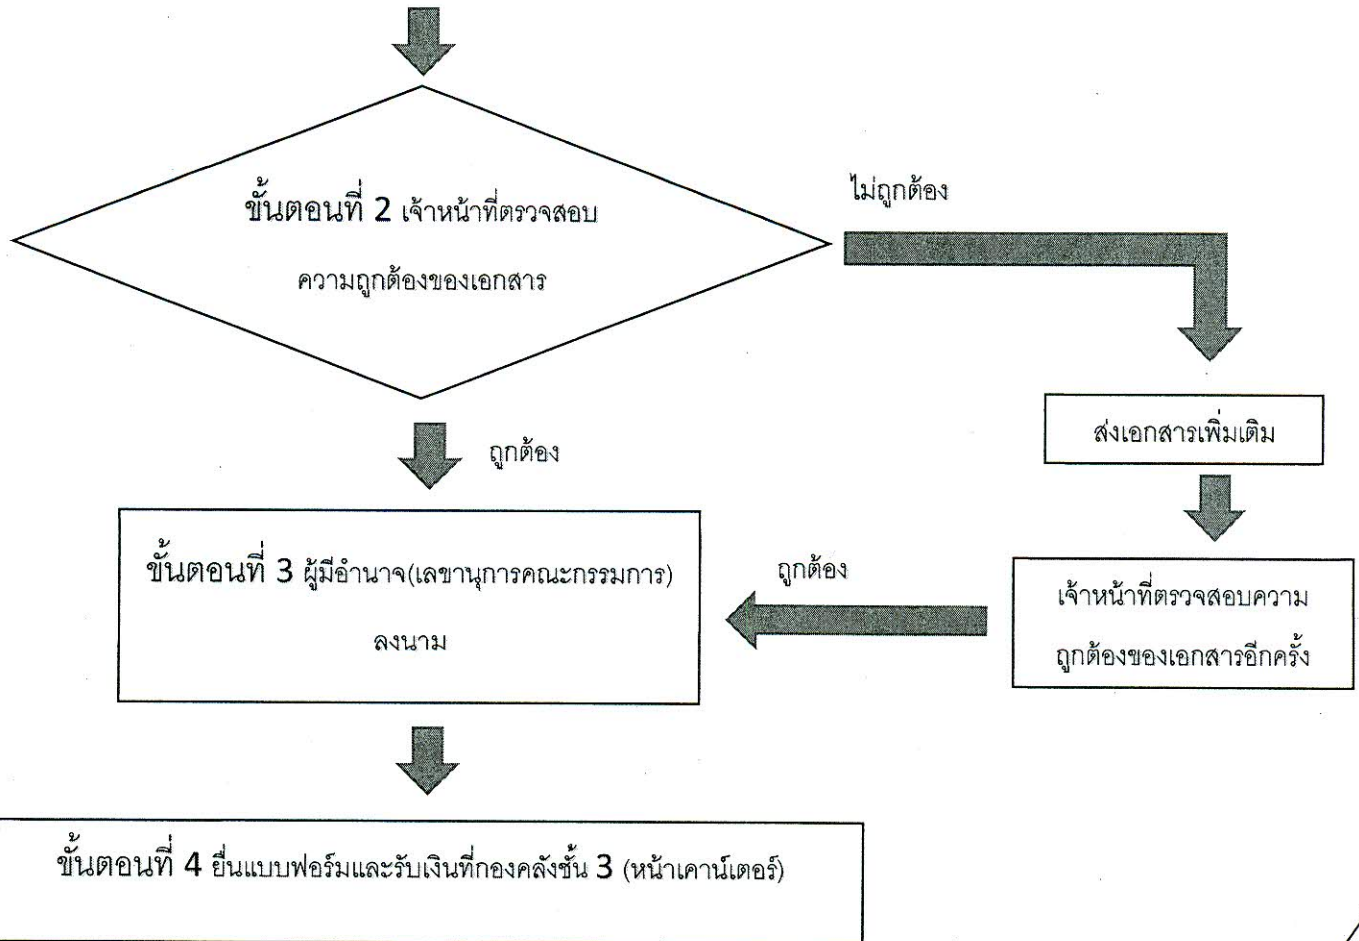 ไม่ถูกต้อง
ขั้นตอนที่ 2 เจ้าหน้าที่ตรวจสอบ
ความถูกต้องของเอกสาร
ส่งเอกสารเพิ่มเติม
ถูกต้อง
ขั้นตอนที่ 3 ผู้มีอำนาจ(เลขานุการคณะกรรมการ)
ลงนาม
ถูกต้อง
เจ้าหน้าที่ตรวจสอบความ
ถูกต้องของเอกสารอีกครั้ง
ขั้นตอนที่ 4 ยื่นแบบฟอร์มและรับเงินที่กองคลังชั้น 3 (หน้าเคาน์เตอร์)